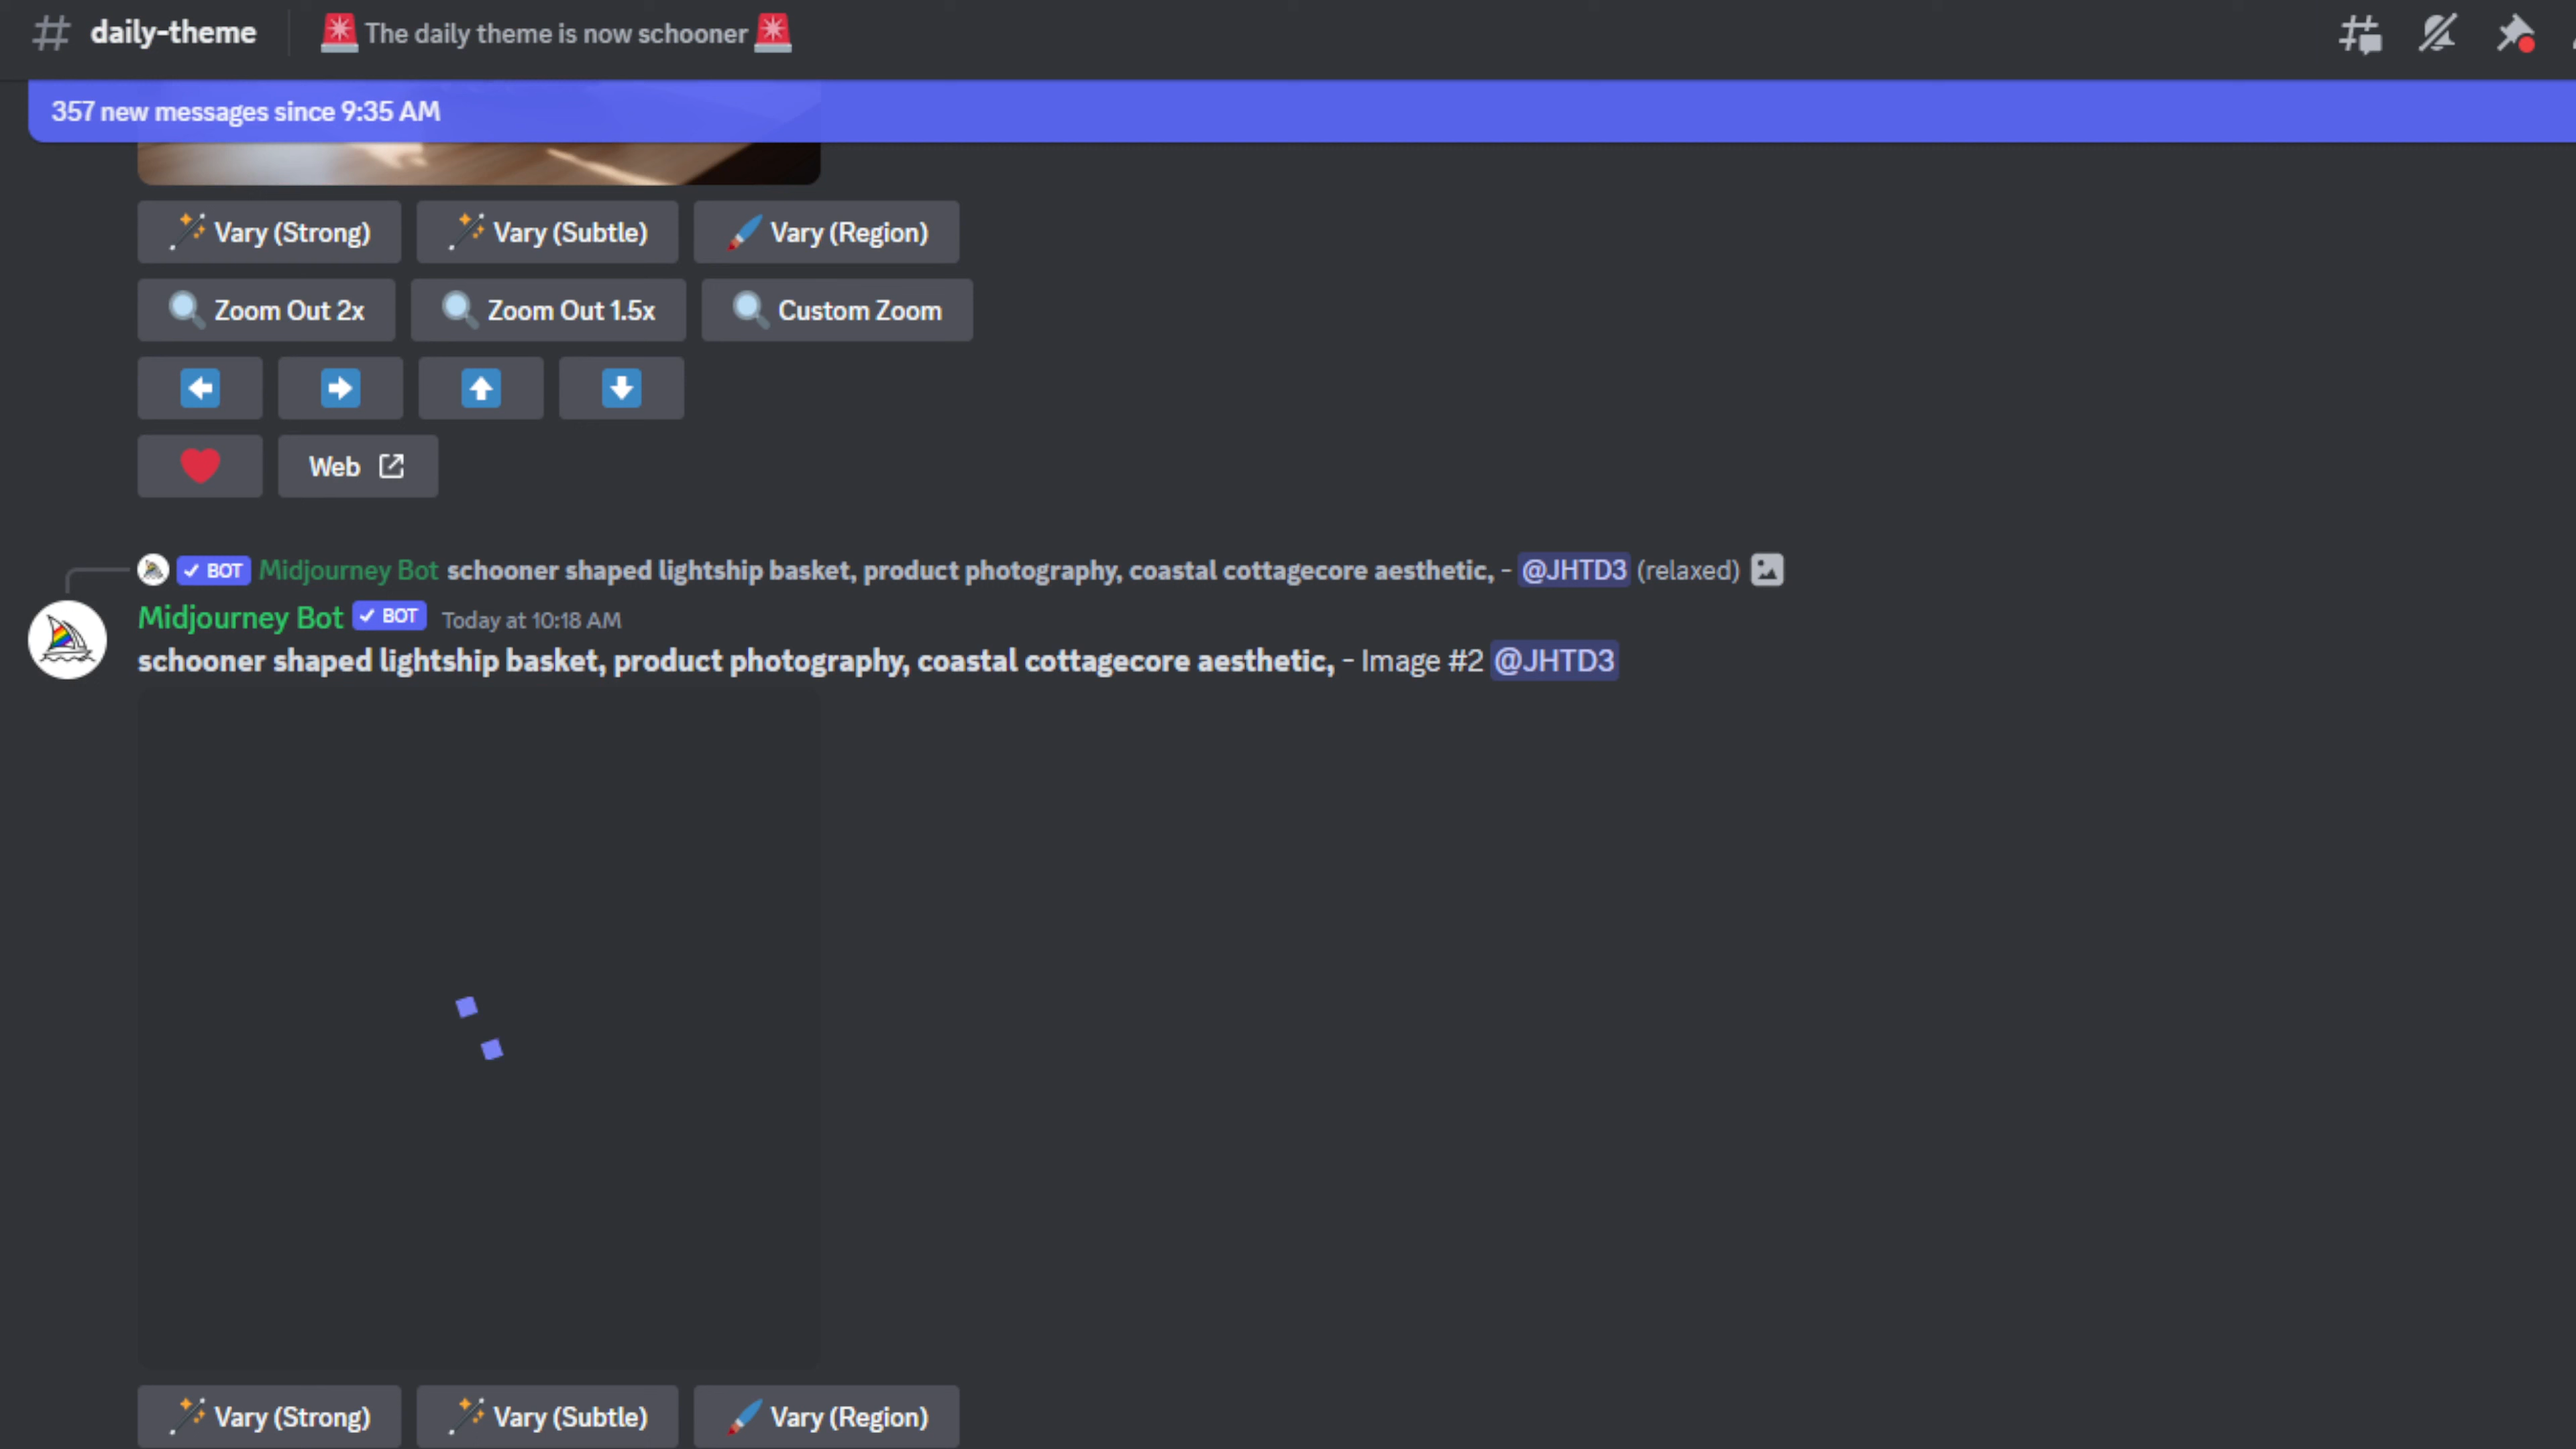 # daily-theme The daily theme is now schooner
357 new messages since 9:35 AM
Vary (Strong) Vary (Subtle) Vary (Region)
Zoom Out 2x Zoom Out 1.5x Custom Zoom
Web
BOT Midjourney Bot schooner shaped lightship basket, product photography, coastal cottagecore aesthetic, - @JHTD3 (relaxed)
Midjourney Bot BOT Today at 10:18 AM
schooner shaped lightship basket, product photography, coastal cottagecore aesthetic, - Image #2 @JHTD3
Vary (Strong) Vary (Subtle) Vary (Region)